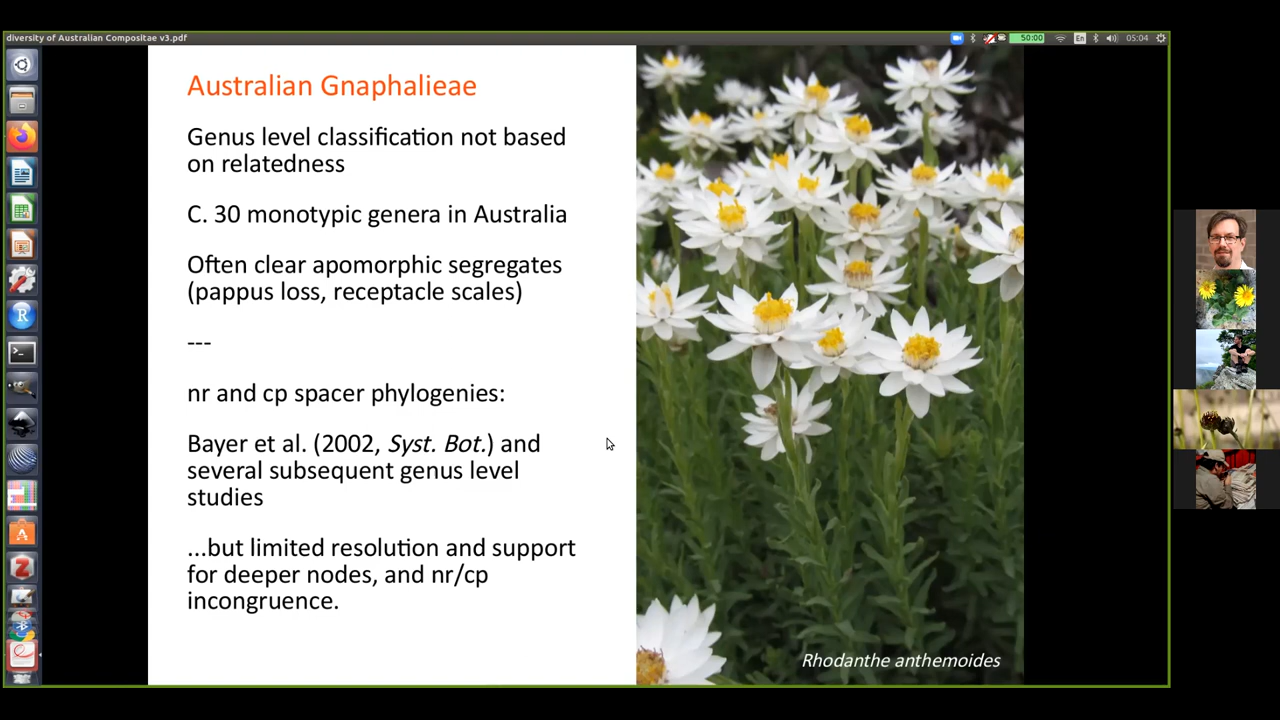 diversity of Australian Compositae v3.pdf
50:00
En
05:04
Australian Gnaphalieae
Genus level classification not based
on relatedness
C. 30 monotypic genera in Australia
Often clear apomorphic segregates
(pappus loss, receptacle scales)
---
nr and cp spacer phylogenies:
Bayer et al. (2002, Syst. Bot.) and
several subsequent genus level
studies
...but limited resolution and support
for deeper nodes, and nr/cp
incongruence.
Rhodanthe anthemoides